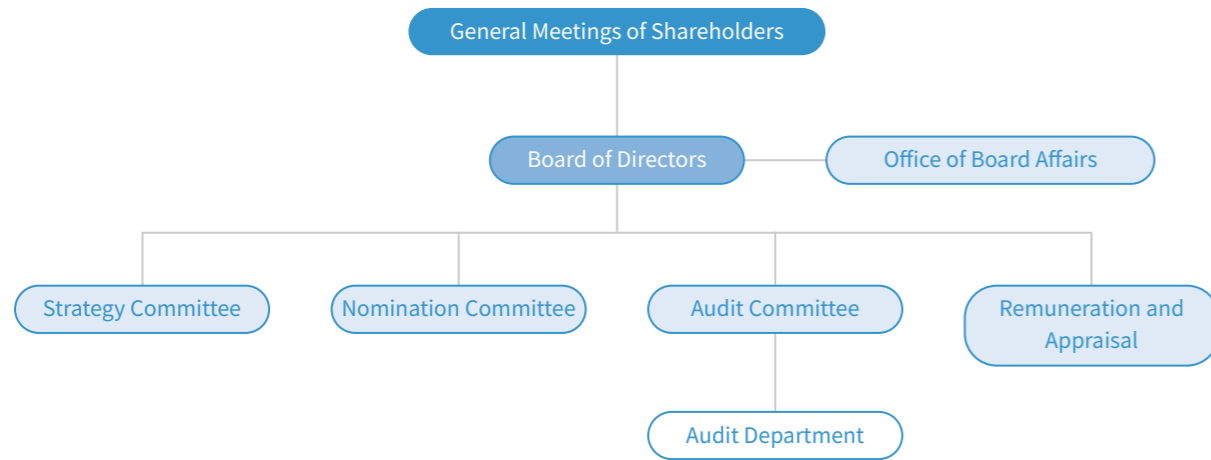 General Meetings of Shareholders
Board of Directors
Office of Board Affairs
Strategy Committee
Nomination Committee
Audit Committee
Remuneration and
Appraisal
Audit Department